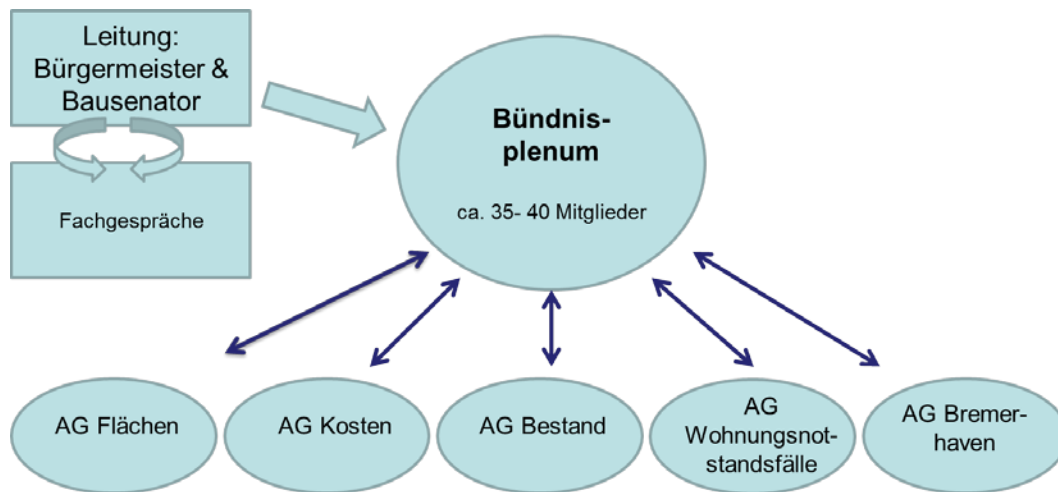 Leitung:
Bürgermeister &
Bausenator
Fachgespräche
Bündnis-
plenum
ca. 35- 40 Mitglieder
AG Flächen
AG Kosten
AG Bestand
AG
Wohnungsnot-
standsfälle
AG Bremer-
haven